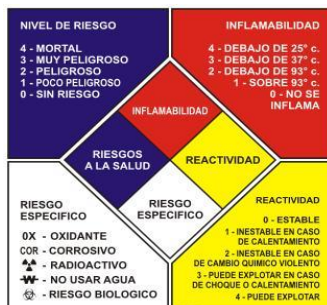 NIVEL DE RIESGO
4 - MORTAL
3 - MUY PELIGROSO
2 - PELIGROSO
1 - POCO PELIGROSO
0 - SIN RIESGO
INFLAMABILIDAD
4 - DEBAJO DE 25° c.
3 - DEBAJO DE 37° c.
2 - DEBAJO DE 93° c.
1 - SOBRE 93° c.
0 - NO SE
INFLAMA
INFLAMABILIDAD
RIESGOS
A LA SALUD
REACTIVIDAD
RIESGO
ESPECIFICO
RIESGO
ESPECIFICO
0X - OXIDANTE
COR - CORROSIVO
- RADIOACTIVO
W - NO USAR AGUA
- RIESGO BIOLOGICO
REACTIVIDAD
0 - ESTABLE
1 - INESTABLE EN CASO
DE CALENTAMIENTO
2 - INESTABLE EN CASO
DE CAMBIO QUIMICO VIOLENTO
3 - PUEDE EXPLOTAR EN CASO
DE CHOQUE O CALENTAMIENTO
4 - PUEDE EXPLOTAR